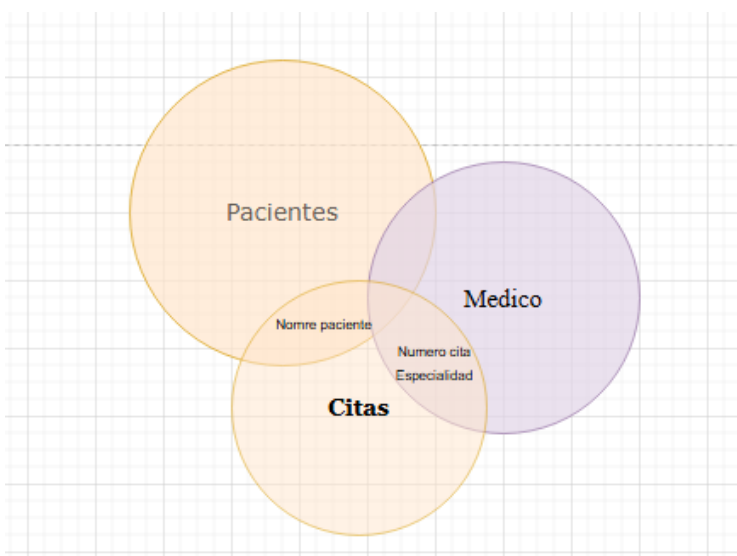 Pacientes
Medico
Nomre paciente
Numero cita
Especialidad
Citas